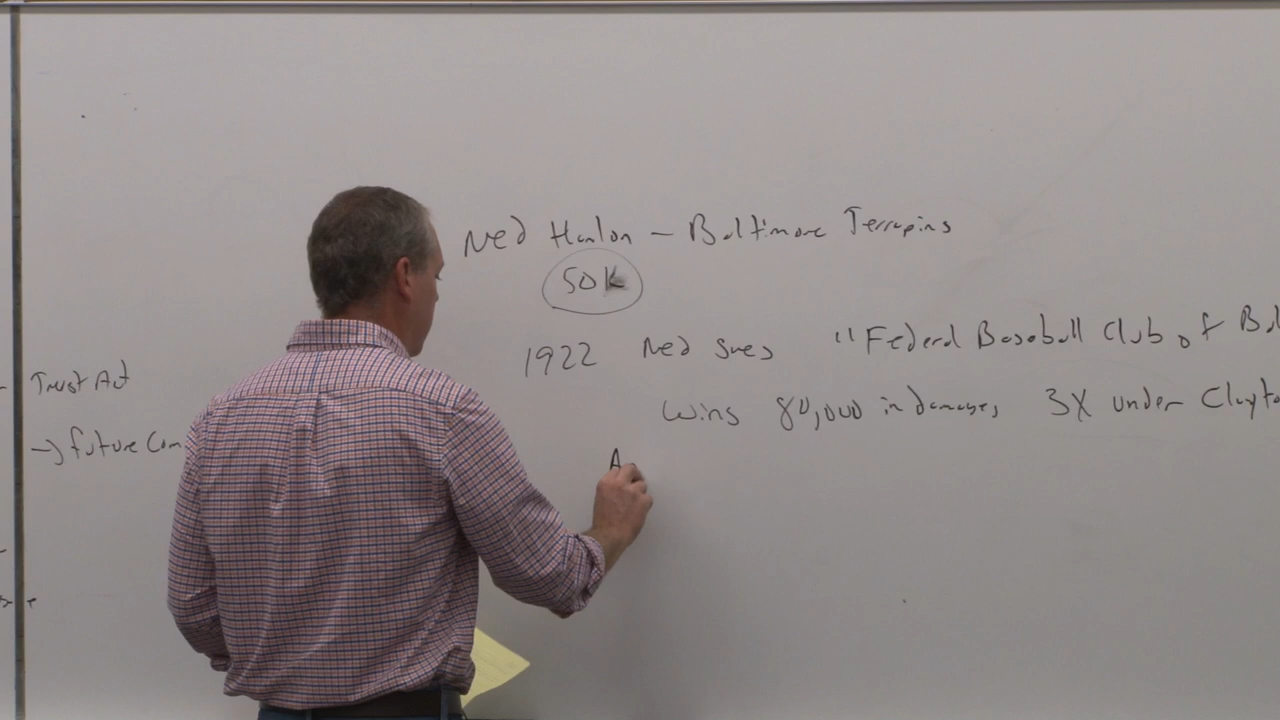 Trust Act
→ future Com
Ned Hanlon - Baltimore Terrapins
50K
1922 Ned sues "Federal Baseball Club of Bal
Wins 80,000 in damages 3X under Clayto
A